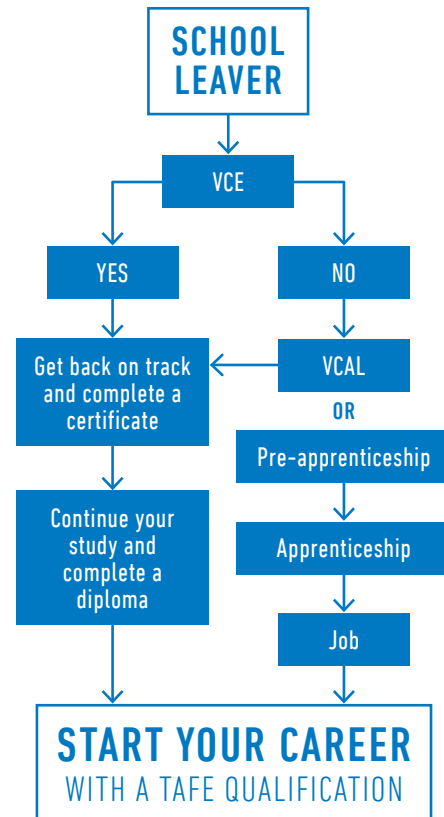 SCHOOL
LEAVER
VCE
YES
NO
Get back on track
and complete a
certificate
VCAL
OR
Pre-apprenticeship
Continue your
study and
complete a
diploma
Apprenticeship
Job
START YOUR CAREER
WITH A TAFE QUALIFICATION